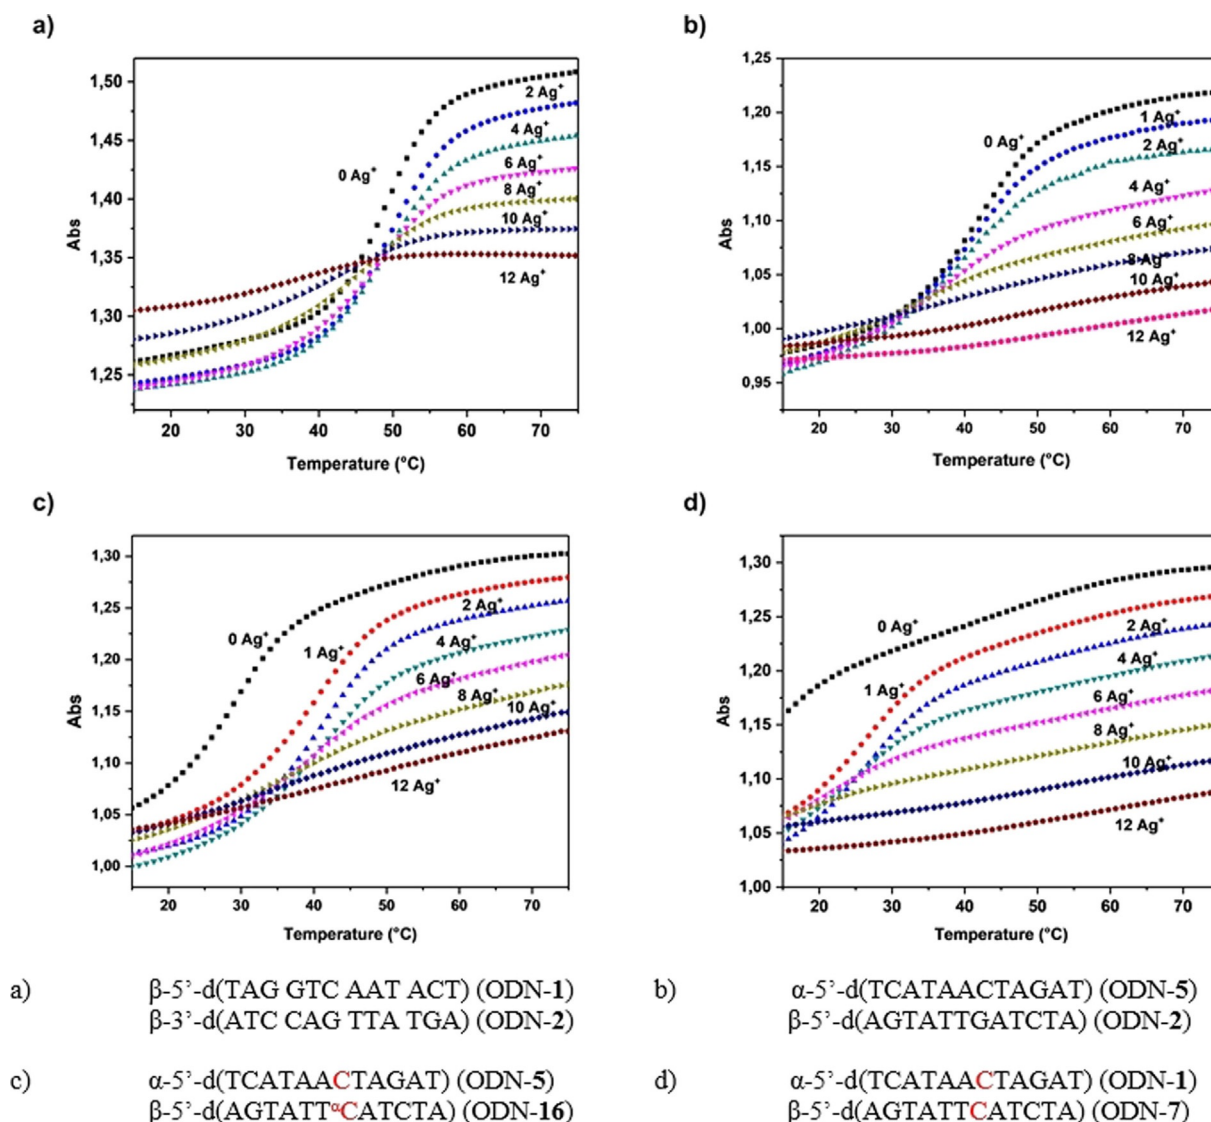 a)
1,50
1,45
1,40
1,35
1,30
1,25
Abs
0 Ag+
2 Ag+
4 Ag+
6 Ag+
8 Ag+
10 Ag+
12 Ag+
20 30 40 50 60 70
Temperature (°C)
b)
1,25
1,20
1,15
1,10
1,05
1,00
0,95
Abs
0 Ag+
1 Ag+
2 Ag+
4 Ag+
6 Ag+
8 Ag+
10 Ag+
12 Ag+
20 30 40 50 60 70
Temperature (°C)
c)
1,30
1,25
1,20
1,15
1,10
1,05
1,00
Abs
0 Ag+
1 Ag+
2 Ag+
4 Ag+
6 Ag+
8 Ag+
10 Ag+
12 Ag+
20 30 40 50 60 70
Temperature (°C)
d)
1,30
1,25
1,20
1,15
1,10
1,05
1,00
Abs
0 Ag+
1 Ag+
2 Ag+
4 Ag+
6 Ag+
8 Ag+
10 Ag+
12 Ag+
20 30 40 50 60 70
Temperature (°C)
a) β-5’-d(TAG GTC AAT ACT) (ODN-1)
β-3’-d(ATC CAG TTA TGA) (ODN-2)
b) α-5’-d(TCATAACTAGAT) (ODN-5)
β-5’-d(AGTATTGATCTA) (ODN-2)
c) α-5’-d(TCATAACTAGAT) (ODN-5)
β-5’-d(AGTATTαCATCTA) (ODN-16)
d) α-5’-d(TCATAACTAGAT) (ODN-1)
β-5’-d(AGTATTCATCTA) (ODN-7)